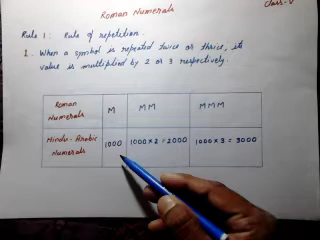 Roman Numerals
Class-V
Rule 1: Rule of repetition.
1. When a symbol is repeated twice or thrice, its
value is multiplied by 2 or 3 respectively.
Roman Numerals M MM MMM
Hindu-Arabic Numerals 1000 1000×2=2000 1000×3=3000